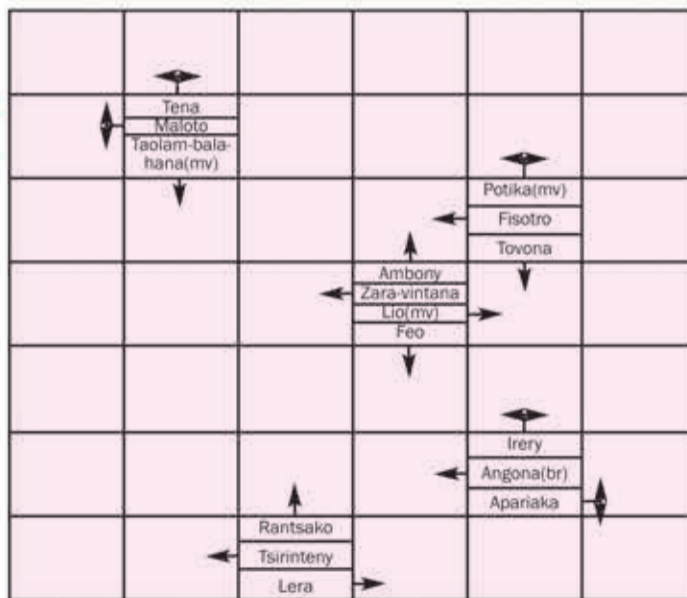 Tena
Maloto
Taolam-bala-
hana(mv)
Potika(mv)
Fisotro
Tovona
Ambony
Zara-vintana
Lio(mv)
Feo
Irery
Angona(br)
Apariaka
Rantsako
Tsirinteny
Lera